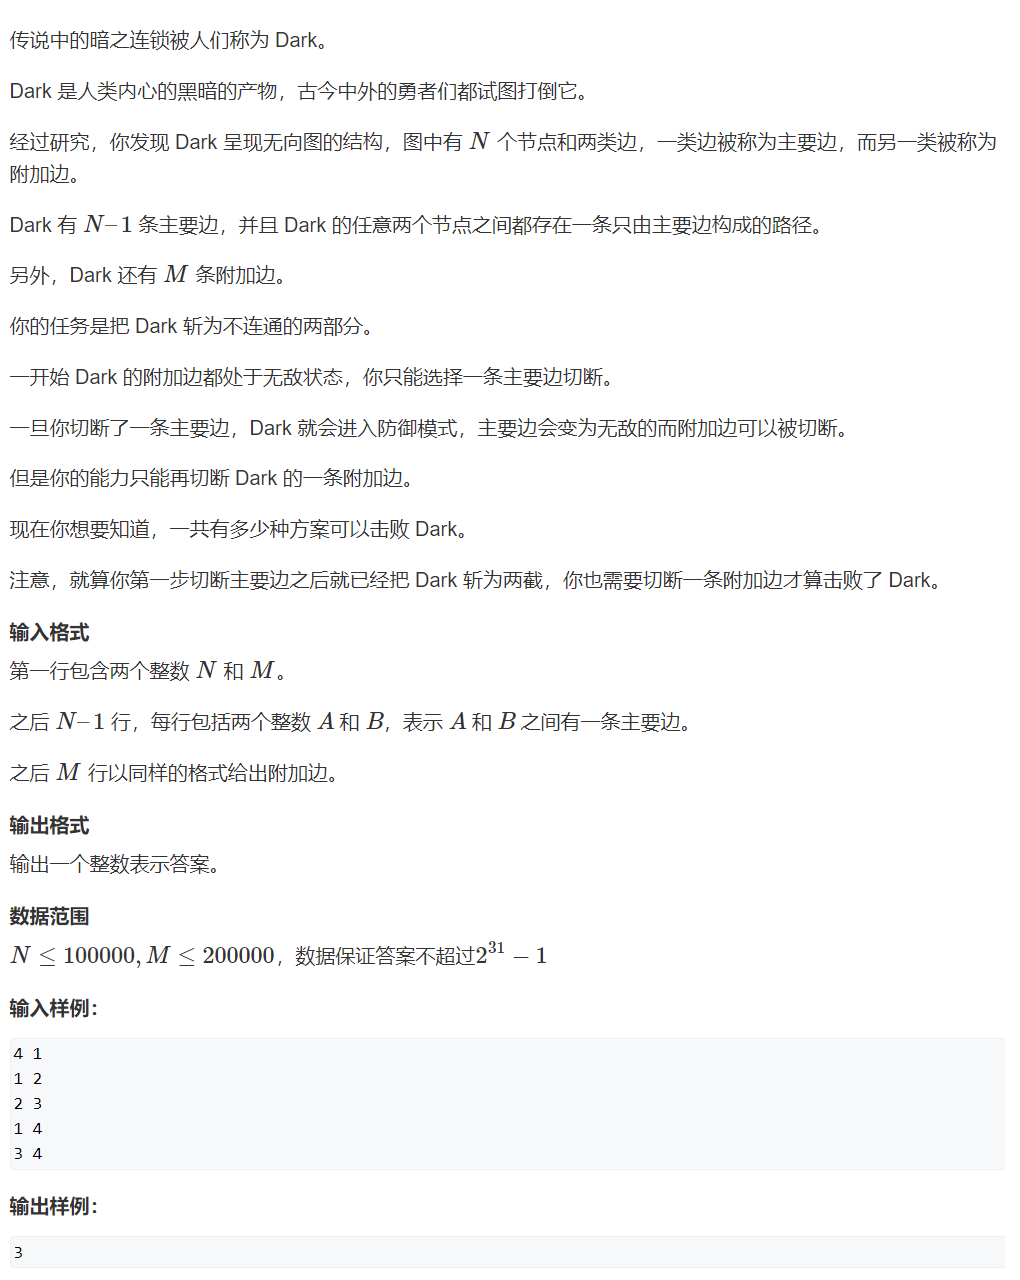 传说中的暗之连锁被人们称为 Dark。
Dark 是人类内心的黑暗的产物，古今中外的勇者们都试图打倒它。
经过研究，你发现 Dark 呈现无向图的结构，图中有 N 个节点和两类边，一类边被称为主要边，而另一类被称为
附加边。
Dark 有 N–1 条主要边，并且 Dark 的任意两个节点之间都存在一条只由主要边构成的路径。
另外，Dark 还有 M 条附加边。
你的任务是把 Dark 斩为不连通的两部分。
一开始 Dark 的附加边都处于无敌状态，你只能选择一条主要边切断。
一旦你切断了一条主要边，Dark 就会进入防御模式，主要边会变为无敌的而附加边可以被切断。
但是你的能力只能再切断 Dark 的一条附加边。
现在你想要知道，一共有多少种方案可以击败 Dark。
注意，就算你第一步切断主要边之后就已经把 Dark 斩为两截，你也需要切断一条附加边才算击败了 Dark。
输入格式
第一行包含两个整数 N 和 M。
之后 N–1 行，每行包括两个整数 A 和 B，表示 A 和 B 之间有一条主要边。
之后 M 行以同样的格式给出附加边。
输出格式
输出一个整数表示答案。
数据范围
N ≤ 100000, M ≤ 200000，数据保证答案不超过2^31 − 1
输入样例：
4 1
1 2
2 3
1 4
3 4
输出样例：
3